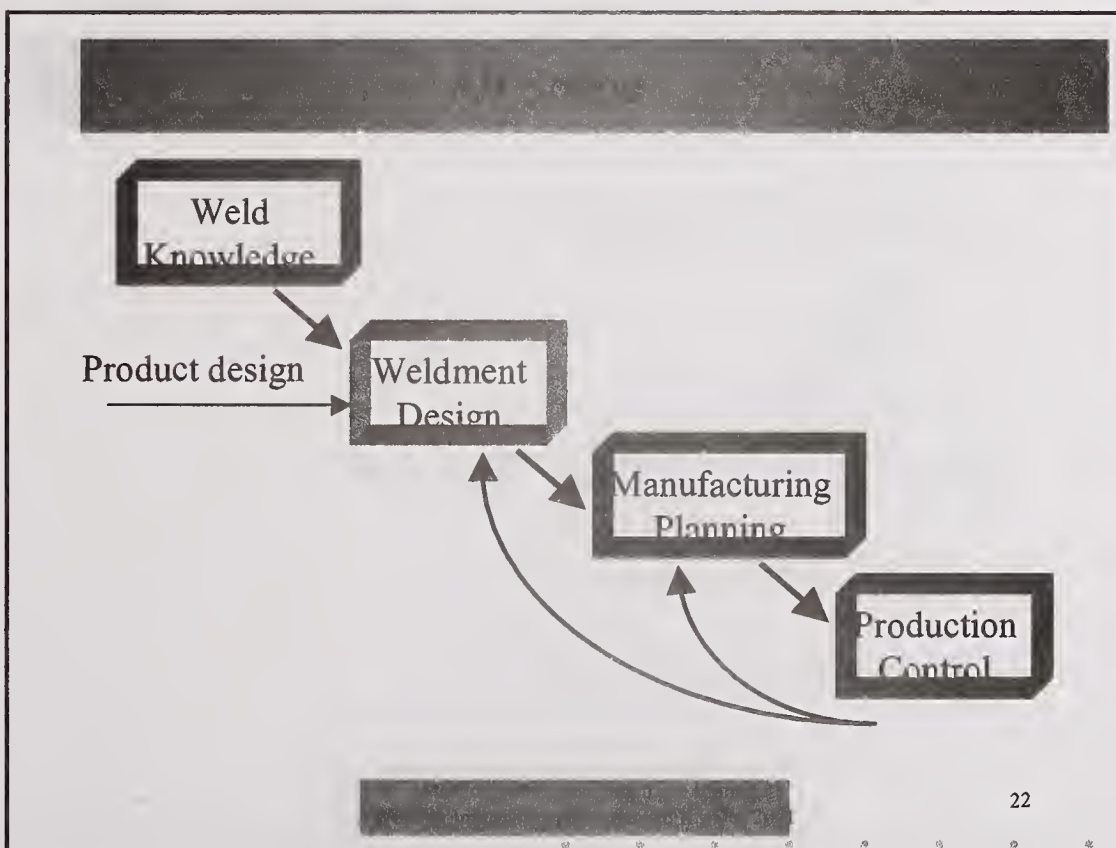 Weld
Knowledge
Product design
Weldment
Design
Manufacturing
Planning
Production
Control
22